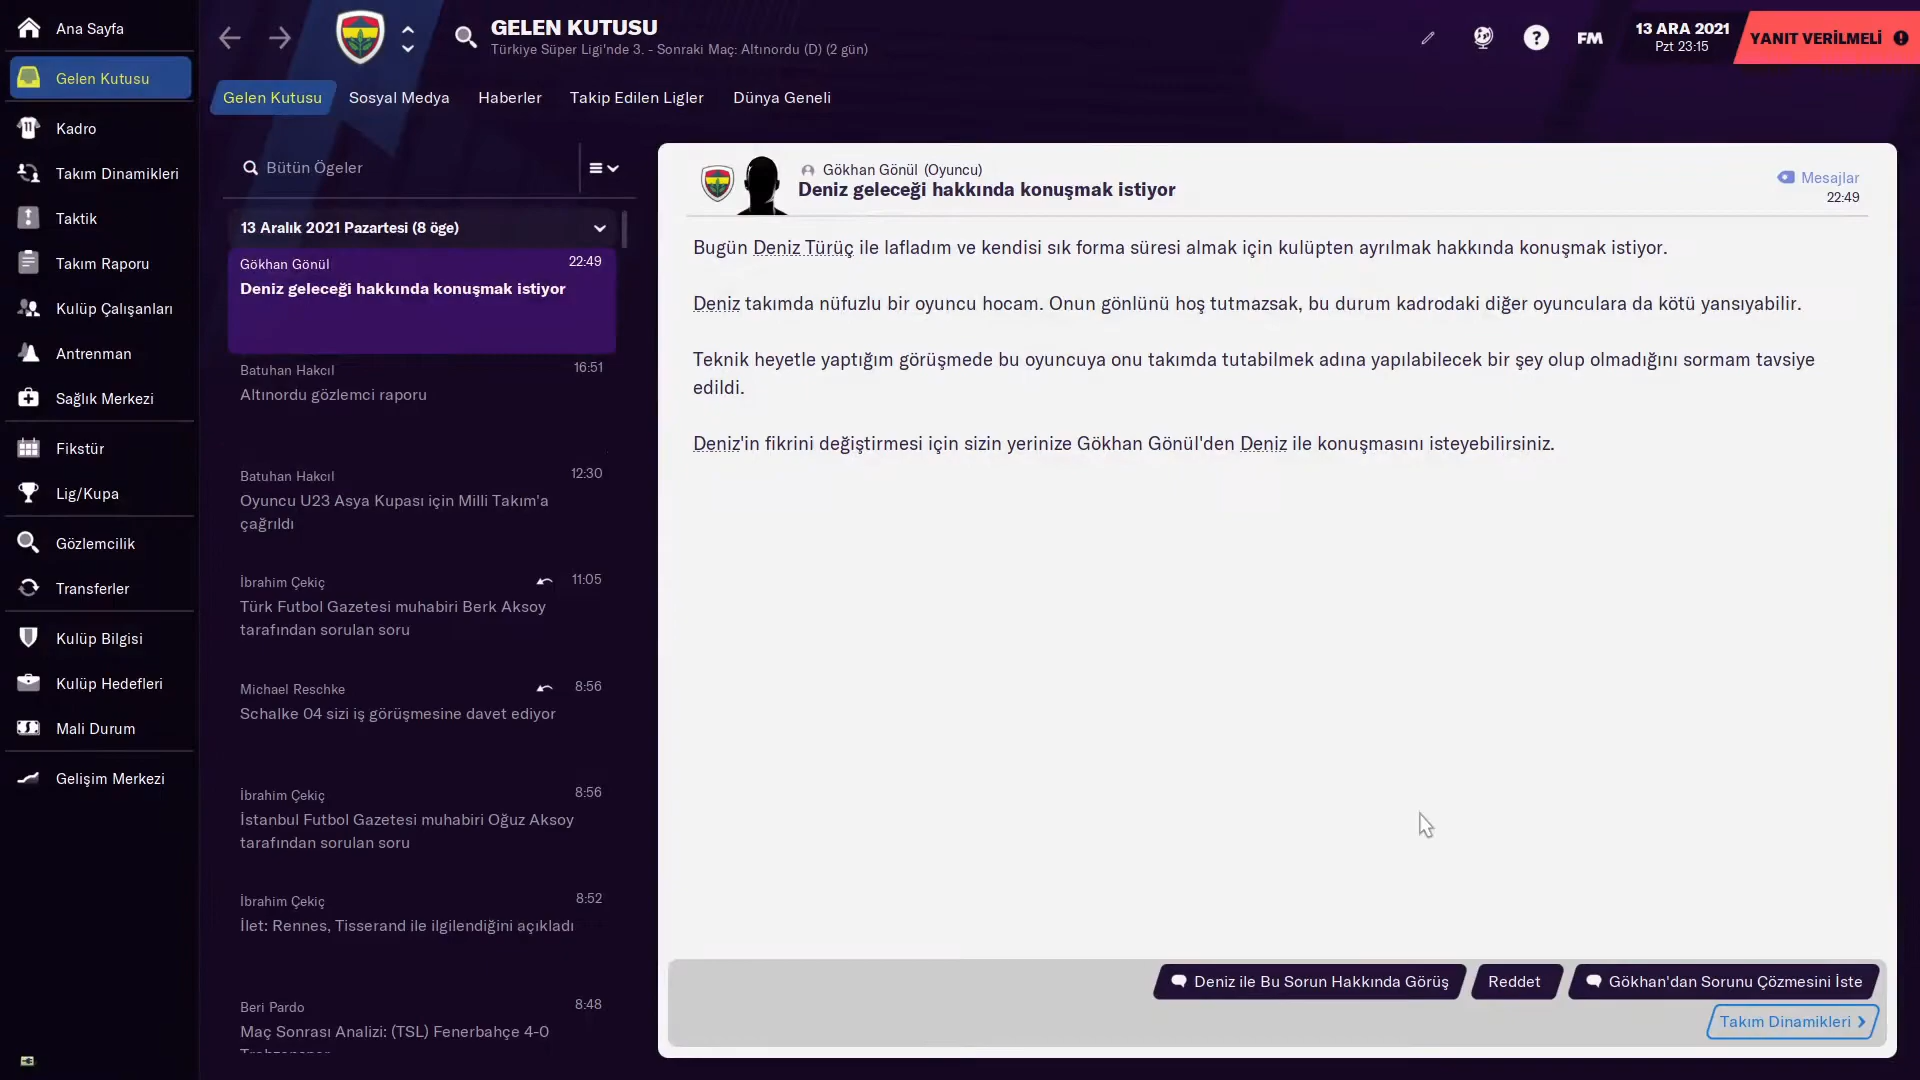 Ana Sayfa
Gelen Kutusu
Kadro
Takım Dinamikleri
Taktik
Takım Raporu
Kulüp Çalışanları
Antrenman
Sağlık Merkezi
Fikstür
Lig/Kupa
Gözlemcilik
Transferler
Kulüp Bilgisi
Kulüp Hedefleri
Mali Durum
Gelişim Merkezi
GELEN KUTUSU
Türkiye Süper Ligi'nde 3. - Sonraki Maç: Altınordu (D) (2 gün)
FM
13 ARA 2021
Pzt 23:15
YANIT VERİLMELİ
Gelen Kutusu Sosyal Medya Haberler Takip Edilen Ligler Dünya Geneli
Bütün Ögeler
13 Aralık 2021 Pazartesi (8 öge)
Gökhan Gönül 22:49
Deniz geleceği hakkında konuşmak istiyor
Batuhan Hakcıl 16:51
Altınordu gözlemci raporu
Batuhan Hakcıl 12:30
Oyuncu U23 Asya Kupası için Milli Takım'a
çağrıldı
İbrahim Çekiç 11:05
Türk Futbol Gazetesi muhabiri Berk Aksoy
tarafından sorulan soru
Michael Reschke 8:56
Schalke 04 sizi iş görüşmesine davet ediyor
İbrahim Çekiç 8:56
İstanbul Futbol Gazetesi muhabiri Oğuz Aksoy
tarafından sorulan soru
İbrahim Çekiç 8:52
İlet: Rennes, Tisserand ile ilgilendiğini açıkladı
Beri Pardo 8:48
Maç Sonrası Analizi: (TSL) Fenerbahçe 4-0
Gökhan Gönül (Oyuncu)
Deniz geleceği hakkında konuşmak istiyor
Mesajlar
22:49
Bugün Deniz Türüç ile lafladım ve kendisi sık forma süresi almak için kulüpten ayrılmak hakkında konuşmak istiyor.
Deniz takımda nüfuzlu bir oyuncu hocam. Onun gönlünü hoş tutmazsak, bu durum kadrodaki diğer oyunculara da kötü yansıyabilir.
Teknik heyetle yaptığım görüşmede bu oyuncuya onu takımda tutabilmek adına yapılabilecek bir şey olup olmadığını sormam tavsiye
edildi.
Deniz'in fikrini değiştirmesi için sizin yerinize Gökhan Gönül'den Deniz ile konuşmasını isteyebilirsiniz.
Deniz ile Bu Sorun Hakkında Görüş Reddet Gökhan'dan Sorunu Çözmesini İste
Takım Dinamikleri